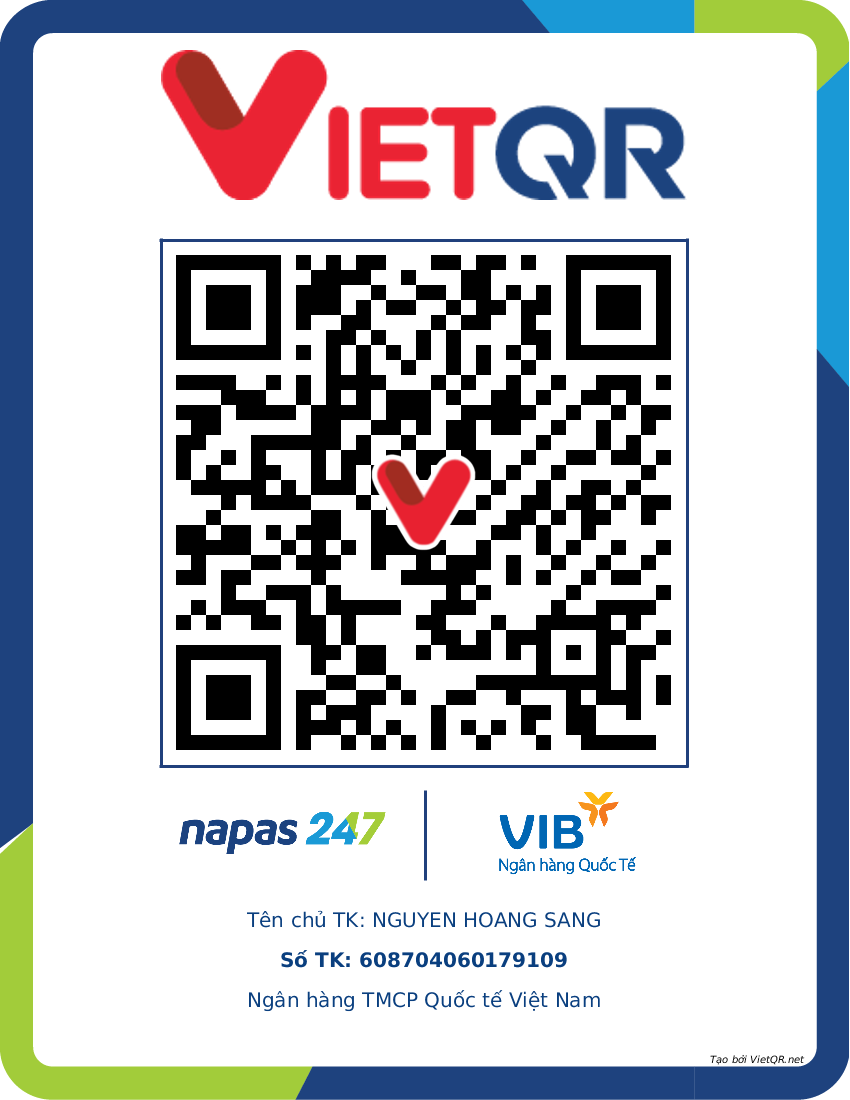 VIETQR
napas 247
VIB
Ngân hàng Quốc Tế
Tên chủ TK: NGUYEN HOANG SANG
Số TK: 608704060179109
Ngân hàng TMCP Quốc tế Việt Nam
Tạo bởi VietQR.net